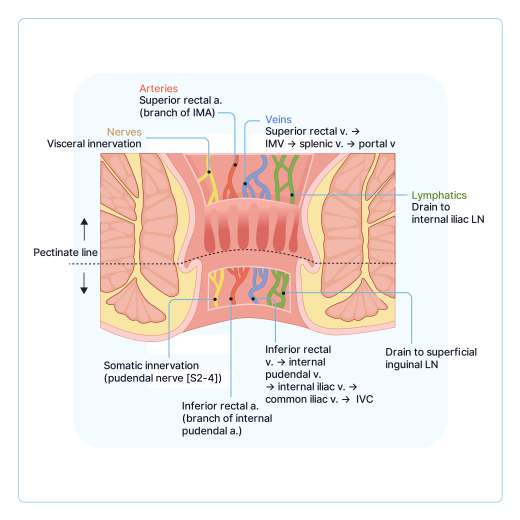 Arteries
Superior rectal a.
(branch of IMA)
Veins
Superior rectal v. →
IMV → splenic v. → portal v
Nerves
Visceral innervation
Lymphatics
Drain to
internal iliac LN
Pectinate line
Somatic innervation
(pudendal nerve [S2-4])
Inferior rectal a.
(branch of internal
pudendal a.)
Inferior rectal
v. → internal
pudendal v.
→ internal iliac v. →
common iliac v. → IVC
Drain to superficial
inguinal LN